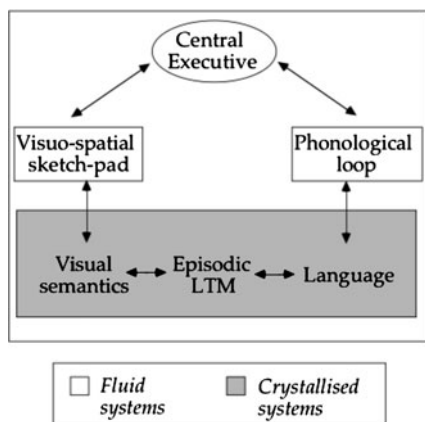 Central
Executive
Visuo-spatial
sketch-pad
Phonological
loop
Visual
semantics
Episodic
LTM
Language
Fluid
systems
Crystallised
systems